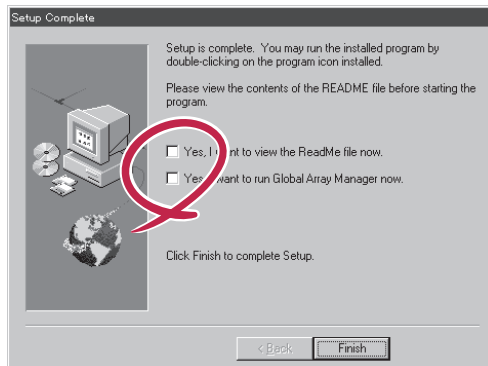 Setup Complete
Setup is complete. You may run the installed program by
double-clicking on the program icon installed.
Please view the contents of the README file before starting the
program.
Yes, I want to view the ReadMe file now.
Yes, I want to run Global Array Manager now.
Click Finish to complete Setup.
< Back
Finish